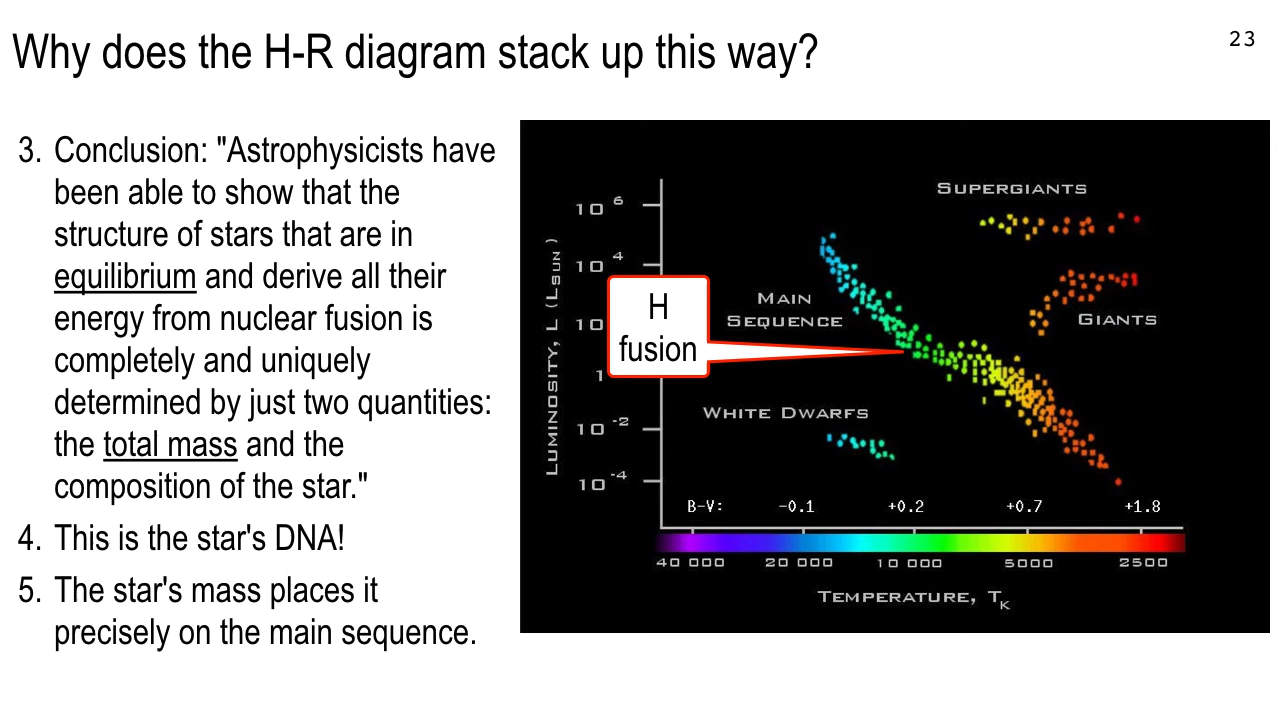 Why does the H-R diagram stack up this way?
23
3. Conclusion: "Astrophysicists have
been able to show that the
structure of stars that are in
equilibrium and derive all their
energy from nuclear fusion is
completely and uniquely
determined by just two quantities:
the total mass and the
composition of the star."
4. This is the star's DNA!
5. The star's mass places it
precisely on the main sequence.
SUPERGIANTS
10 6
10 4
10
1
10 -2
10 -4
LUMINOSITY, L (LSUN)
H
fusion
MAIN
SEQUENCE
GIANTS
WHITE DWARFS
B-V: -0.1 +0.2 +0.7 +1.8
40 000 20 000 10 000 5000 2500
TEMPERATURE, TK